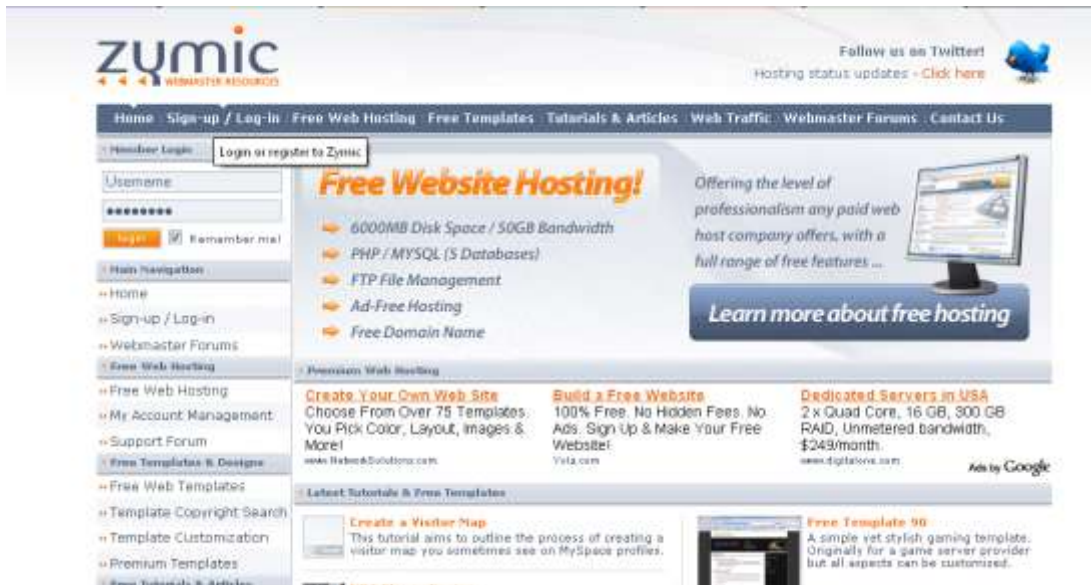 zymic
WEBMASTER RESOURCES
Follow us on Twitter!
Hosting status updates - Click here
Home Sign-up / Log-in Free Web Hosting Free Templates Tutorials & Articles Web Traffic Webmaster Forums Contact Us
Member Login
Login or register to Zymic
Username
login Remember me!
Main Navigation
Home
Sign-up / Log-in
Webmaster Forums
Free Web Hosting
Free Web Hosting
My Account Management
Support Forum
Free Templates & Designs
Free Web Templates
Template Copyright Search
Template Customization
Premium Templates
Free Tutorials & Articles
Free Website Hosting!
6000MB Disk Space / 50GB Bandwidth
PHP / MYSQL (5 Databases)
FTP File Management
Ad-Free Hosting
Free Domain Name
Offering the level of
professionalism any paid web
host company offers, with a
full range of free features ...
Learn more about free hosting
Premium Web Hosting
Create Your Own Web Site
Choose From Over 75 Templates.
You Pick Color, Layout, Images &
More!
www.NetworkSolutions.com
Build a Free Website
100% Free. No Hidden Fees. No
Ads. Sign Up & Make Your Free
Website!
Yola.com
Dedicated Servers in USA
2 x Quad Core, 16 GB, 300 GB
RAID, Unmetered bandwidth,
$249/month.
www.digitalone.com
Ads by Google
Latest Tutorials & Free Templates
Create a Visitor Map
This tutorial aims to outline the process of creating a
visitor map you sometimes see on MySpace profiles.
Free Template 90
A simple yet stylish gaming template.
Originally for a game server provider
but all aspects can be customized.